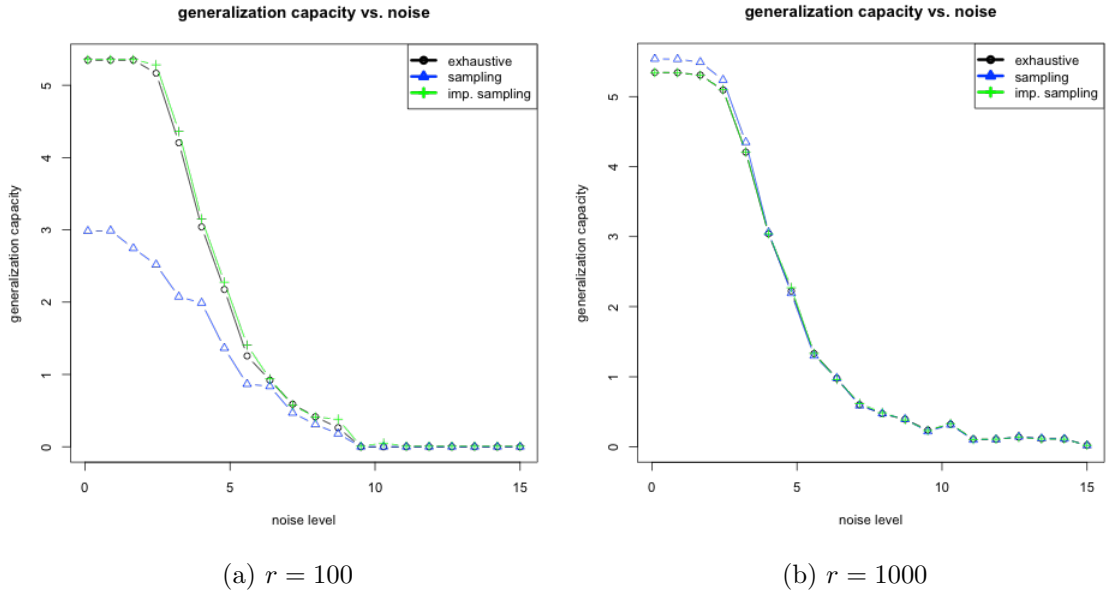 generalization capacity vs. noise
exhaustive
sampling
imp. sampling
generalization capacity
5
4
3
2
1
0
0 5 10 15
noise level
(a) r = 100
generalization capacity vs. noise
exhaustive
sampling
imp. sampling
generalization capacity
5
4
3
2
1
0
0 5 10 15
noise level
(b) r = 1000